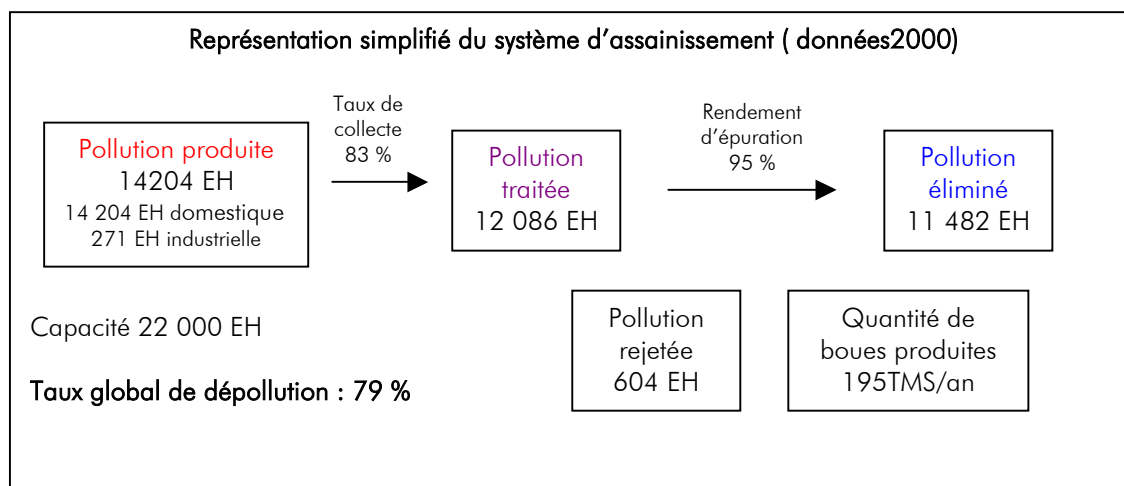 Représentation simplifié du système d'assainissement ( données2000)
Pollution produite
14204 EH
14 204 EH domestique
271 EH industrielle
Taux de
collecte
83 %
Pollution
traitée
12 086 EH
Rendement
d'épuration
95 %
Pollution
éliminé
11 482 EH
Capacité 22 000 EH
Taux global de dépollution : 79 %
Pollution
rejetée
604 EH
Quantité de
boues produites
195TMS/an